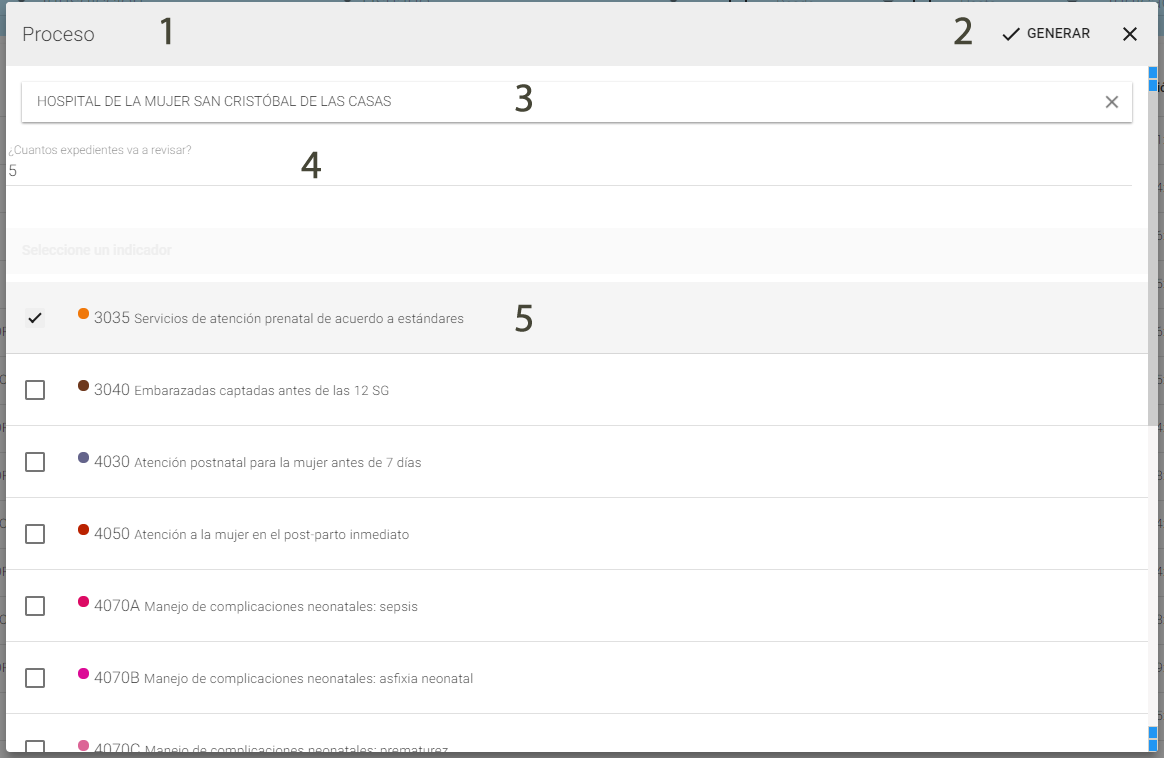 Proceso 1 2 GENERAR
HOSPITAL DE LA MUJER SAN CRISTÓBAL DE LAS CASAS 3
¿Cuantos expedientes va a revisar?
5 4
Seleccione un indicador
3035 Servicios de atención prenatal de acuerdo a estándares 5
3040 Embarazadas captadas antes de las 12 SG
4030 Atención postnatal para la mujer antes de 7 días
4050 Atención a la mujer en el post-parto inmediato
4070A Manejo de complicaciones neonatales: sepsis
4070B Manejo de complicaciones neonatales: asfixia neonatal
4070C Manejo de complicaciones neonatales: prematurez